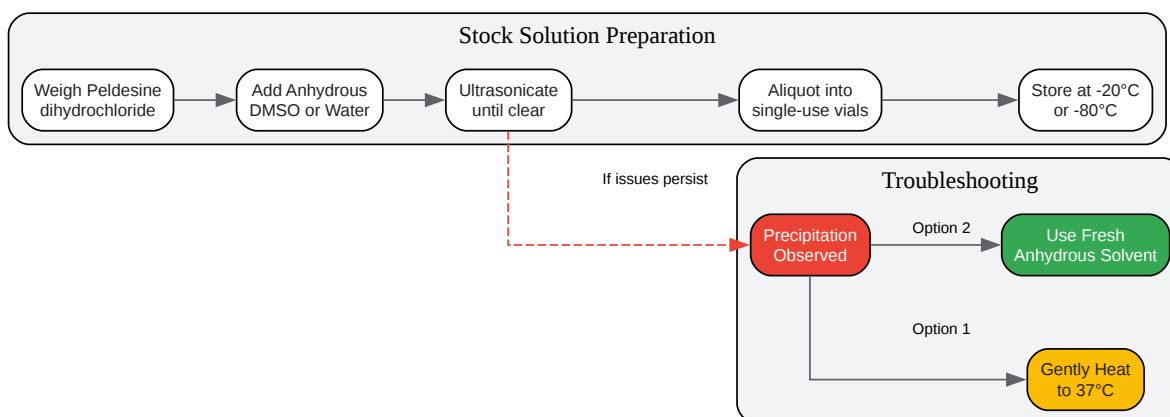 Stock Solution Preparation
Weigh Peldesine
dihydrochloride
Add Anhydrous
DMSO or Water
Ultrasonicate
until clear
Aliquot into
single-use vials
Store at -20°C
or -80°C
If issues persist
Troubleshooting
Precipitation
Observed
Option 2
Use Fresh
Anhydrous Solvent
Option 1
Gently Heat
to 37°C